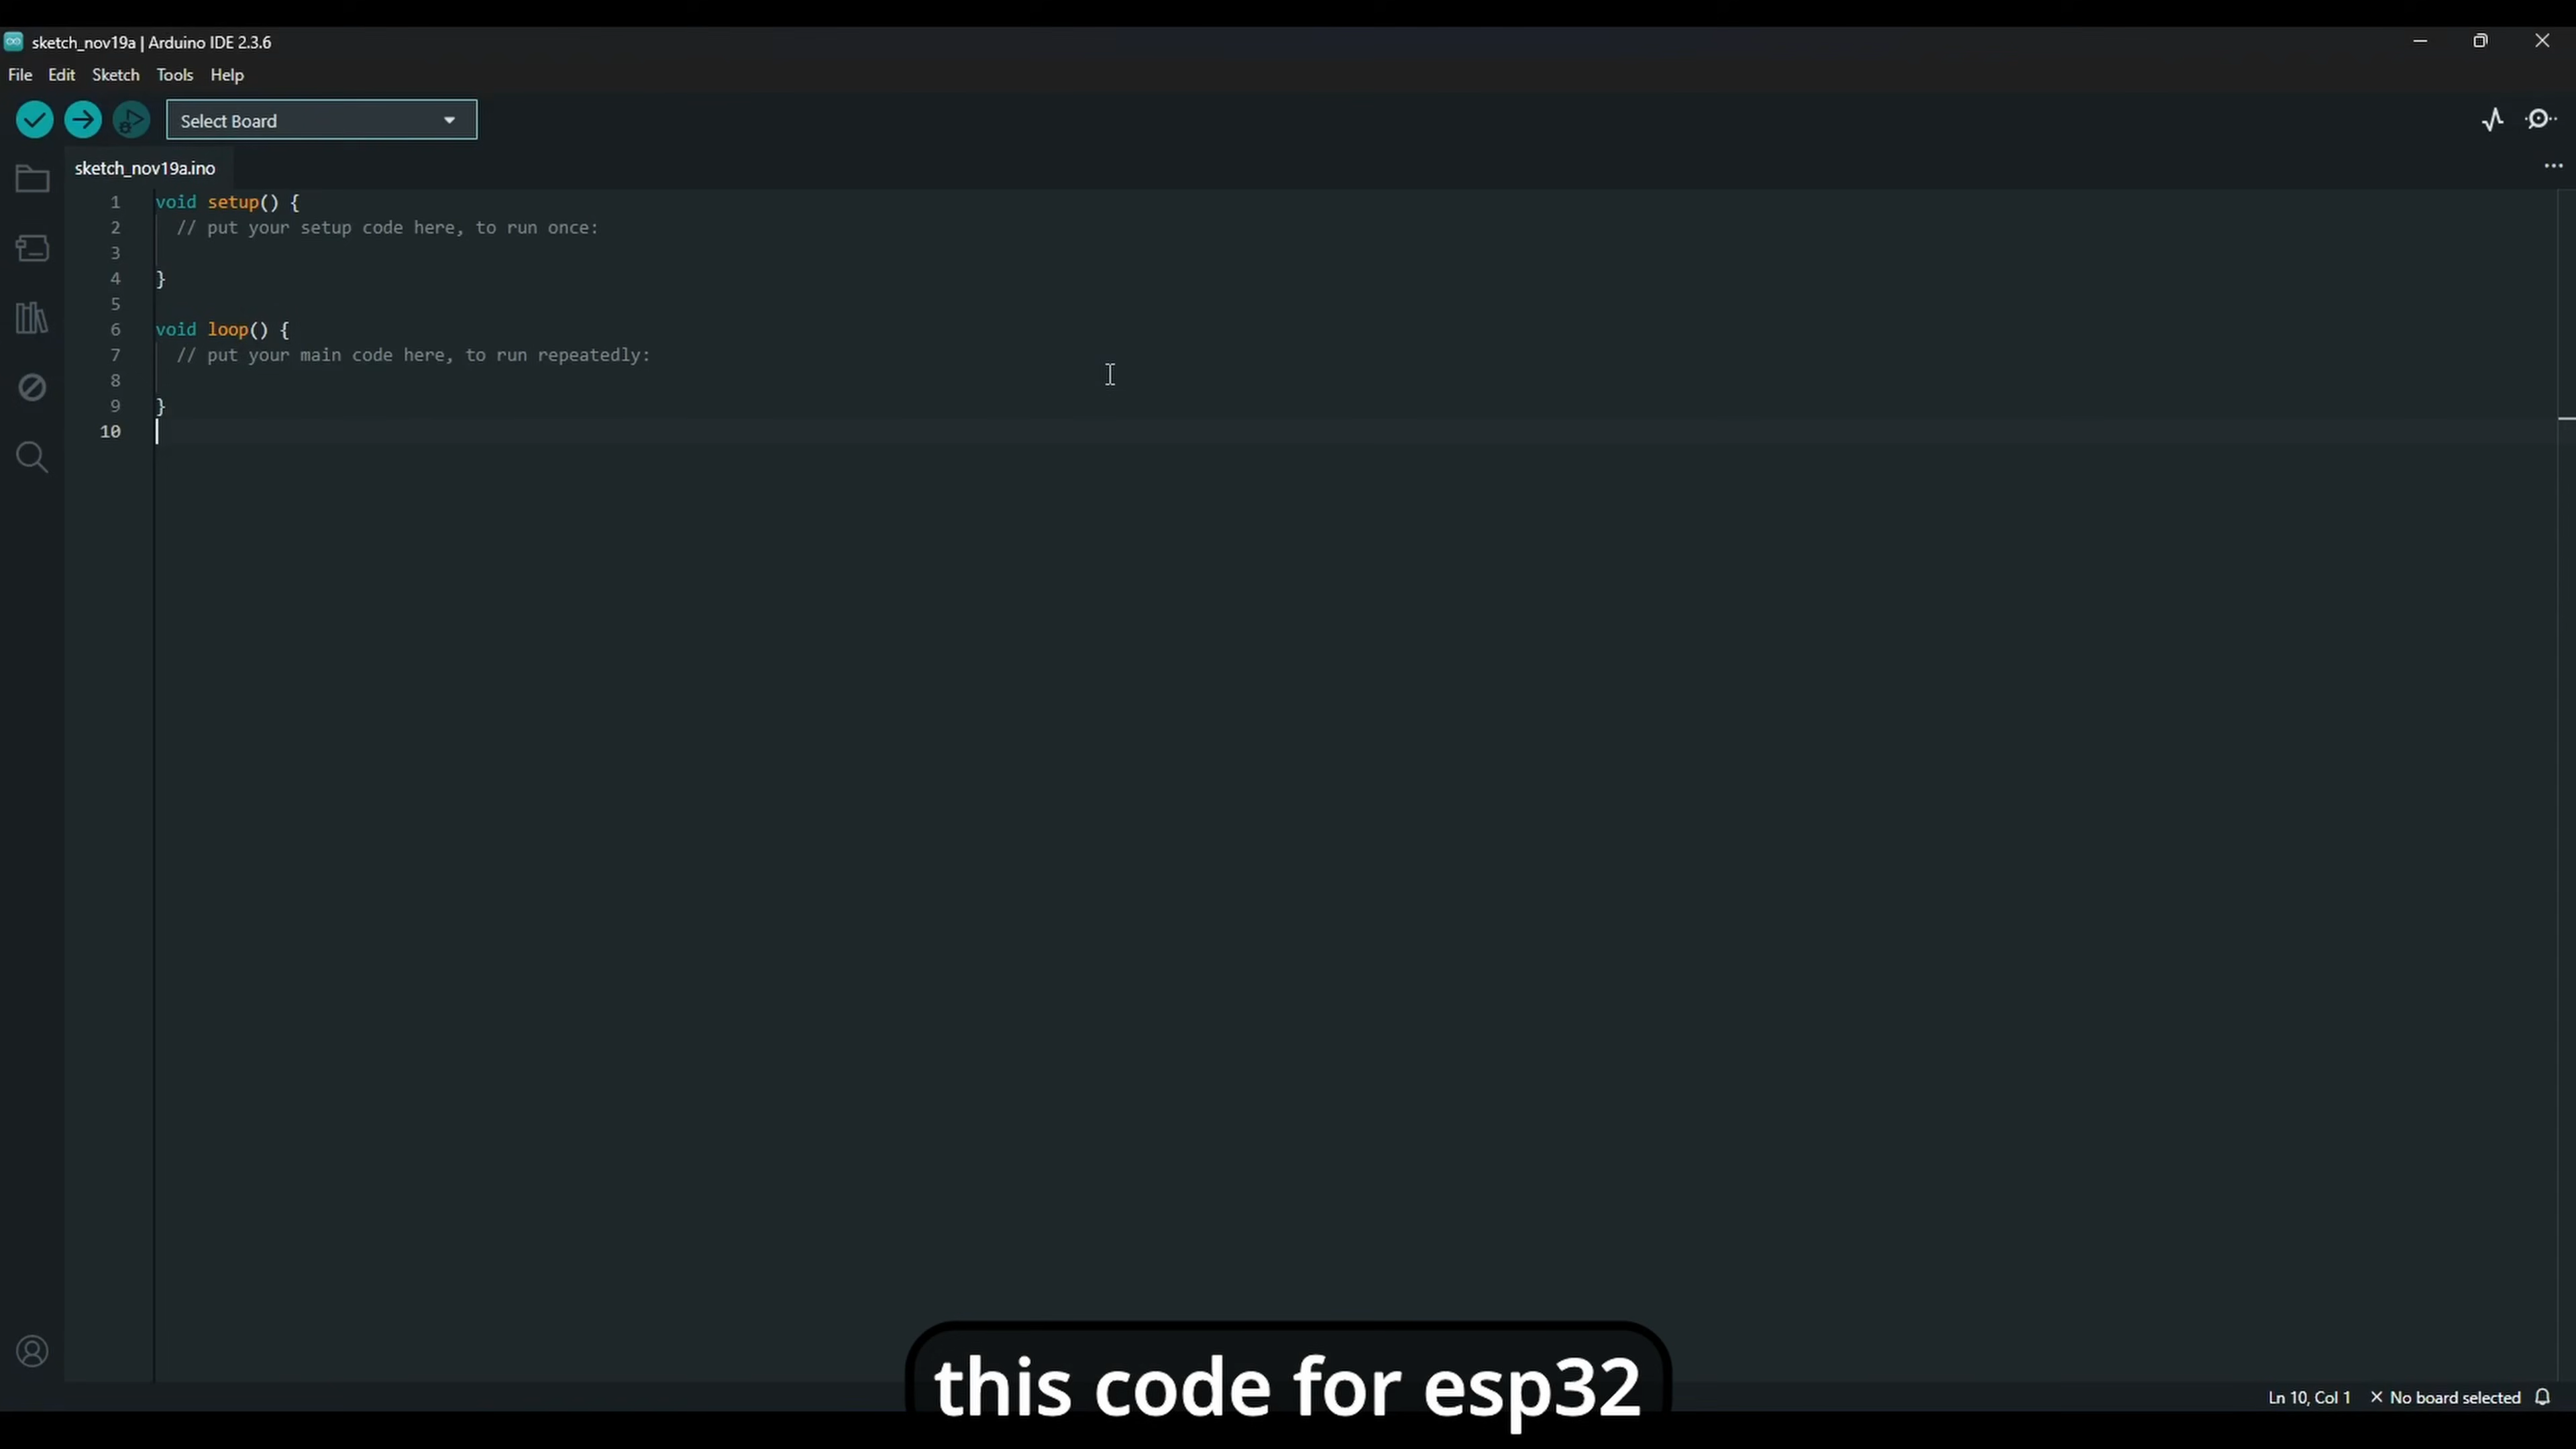 sketch_nov19a | Arduino IDE 2.3.6
File Edit Sketch Tools Help
Select Board
sketch_nov19a.ino
1 void setup() {
2 // put your setup code here, to run once:
3
4 }
5
6 void loop() {
7 // put your main code here, to run repeatedly:
8
9 }
10
this code for esp32
Ln 10, Col 1 No board selected